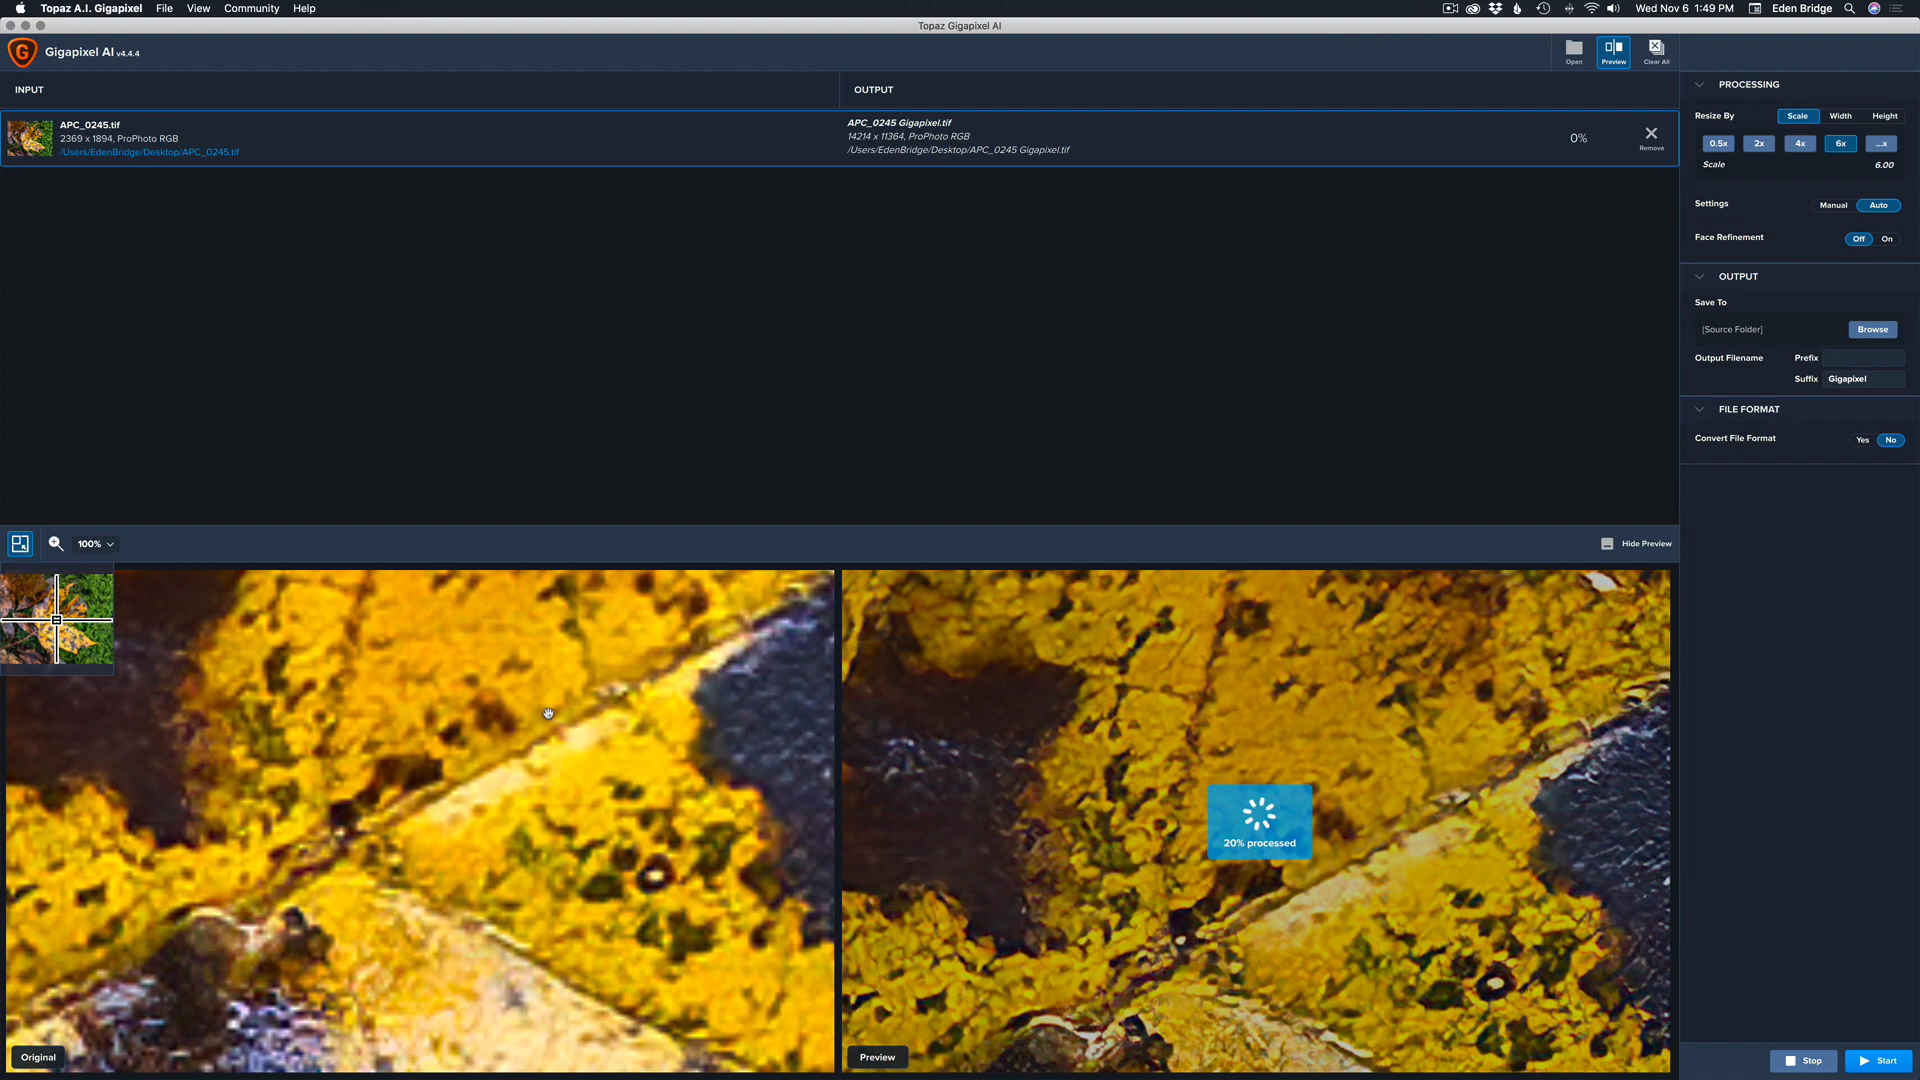 Topaz A.I. Gigapixel File View Community Help
Wed Nov 6 1:49 PM Eden Bridge
Topaz Gigapixel AI
G Gigapixel AI v4.4.4
Open Preview Clear All
INPUT OUTPUT
APC_0245.tif
2369 x 1894, ProPhoto RGB
/Users/EdenBridge/Desktop/APC_0245.tif
APC_0245 Gigapixel.tif
14214 x 11364, ProPhoto RGB
/Users/EdenBridge/Desktop/APC_0245 Gigapixel.tif
0%
Remove
PROCESSING
Resize By Scale Width Height
0.5x 2x 4x 6x ...x
Scale 6.00
Settings Manual Auto
Face Refinement Off On
OUTPUT
Save To
[Source Folder] Browse
Output Filename Prefix
Suffix Gigapixel
FILE FORMAT
Convert File Format Yes No
100% Hide Preview
20% processed
Original
Preview
Stop Start